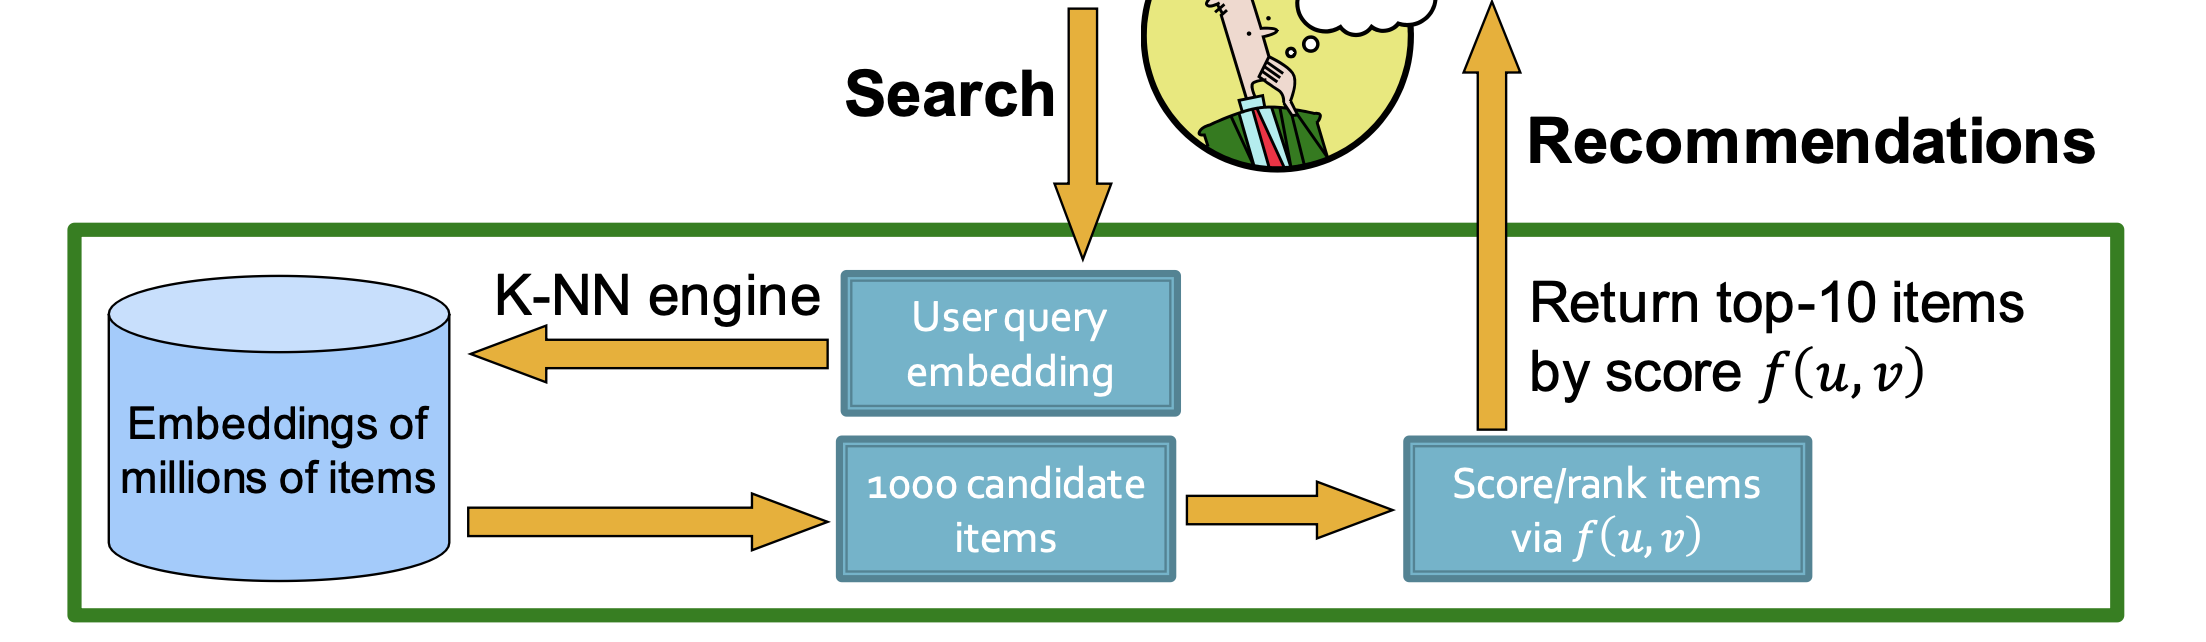 Search
Recommendations
K-NN engine
User query
embedding
Return top-10 items
by score f(u, v)
Embeddings of
millions of items
1000 candidate
items
Score/rank items
via f(u, v)